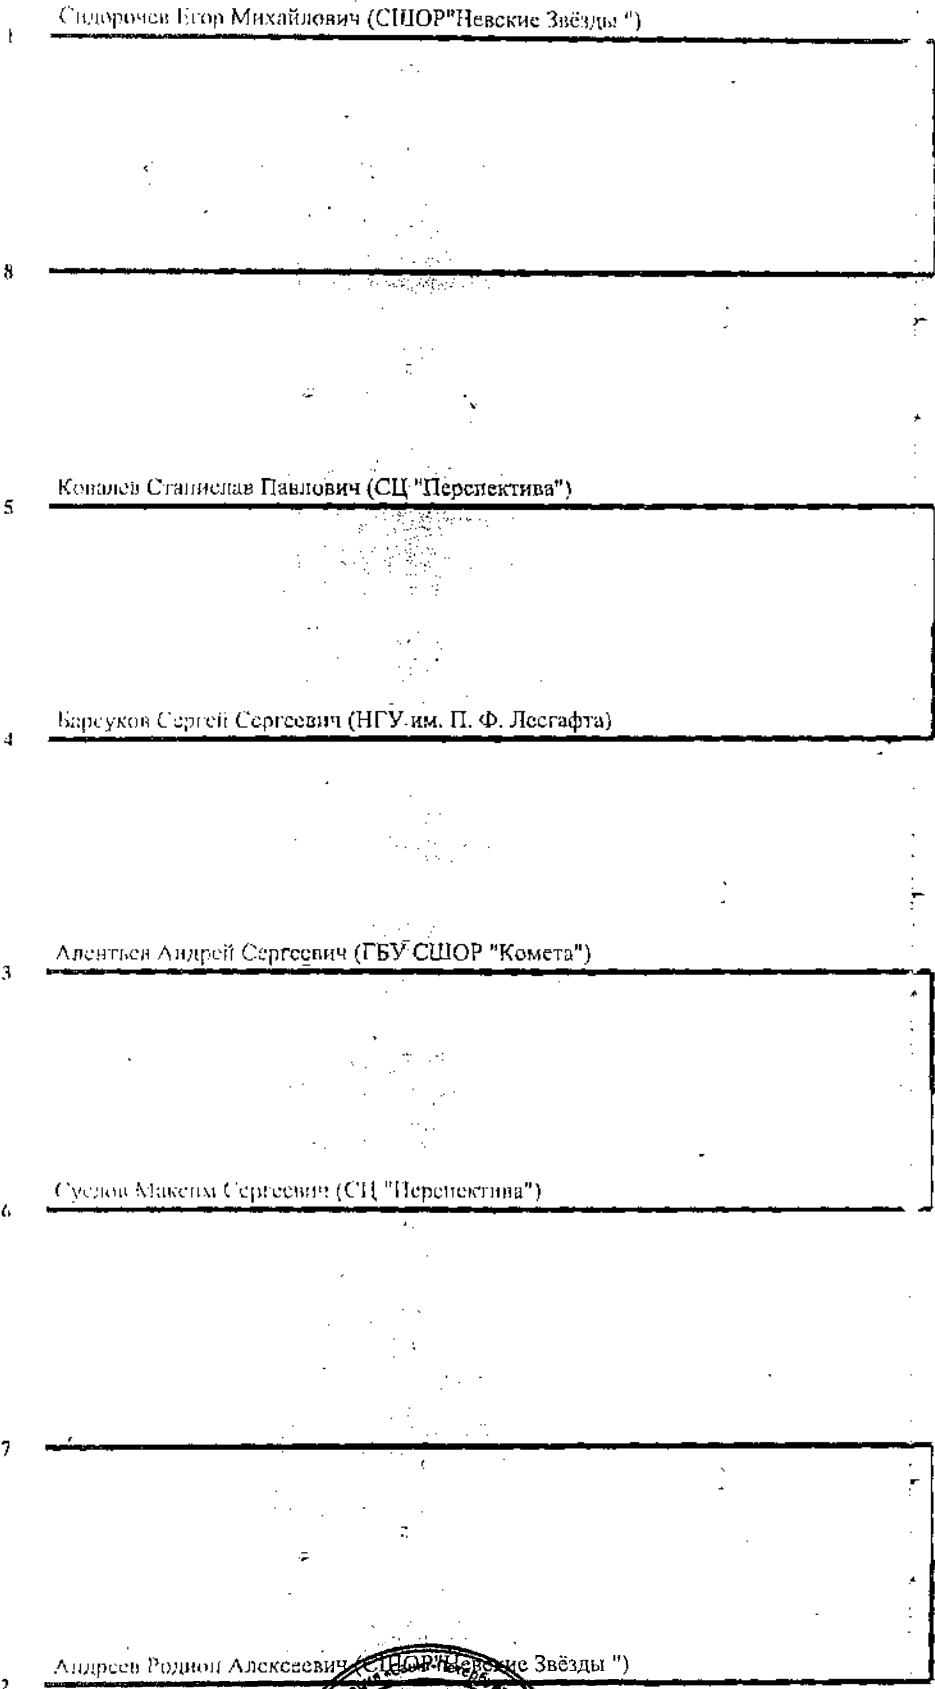 Сидорочев Егор Михайлович (СШОР"Невские Звёзды ")
1
8
Ковалев Станислав Павлович (СЦ "Перспектива")
5
Барсуков Сергей Сергеевич (НГУ им. П. Ф. Лесгафта)
4
Алентьев Андрей Сергеевич (ГБУ СШОР "Комета")
3
Суслов Максим Сергеевич (СЦ "Перспектива")
6
7
Андреев Родион Алексеевич (СШОР"Невские Звёзды ")
2